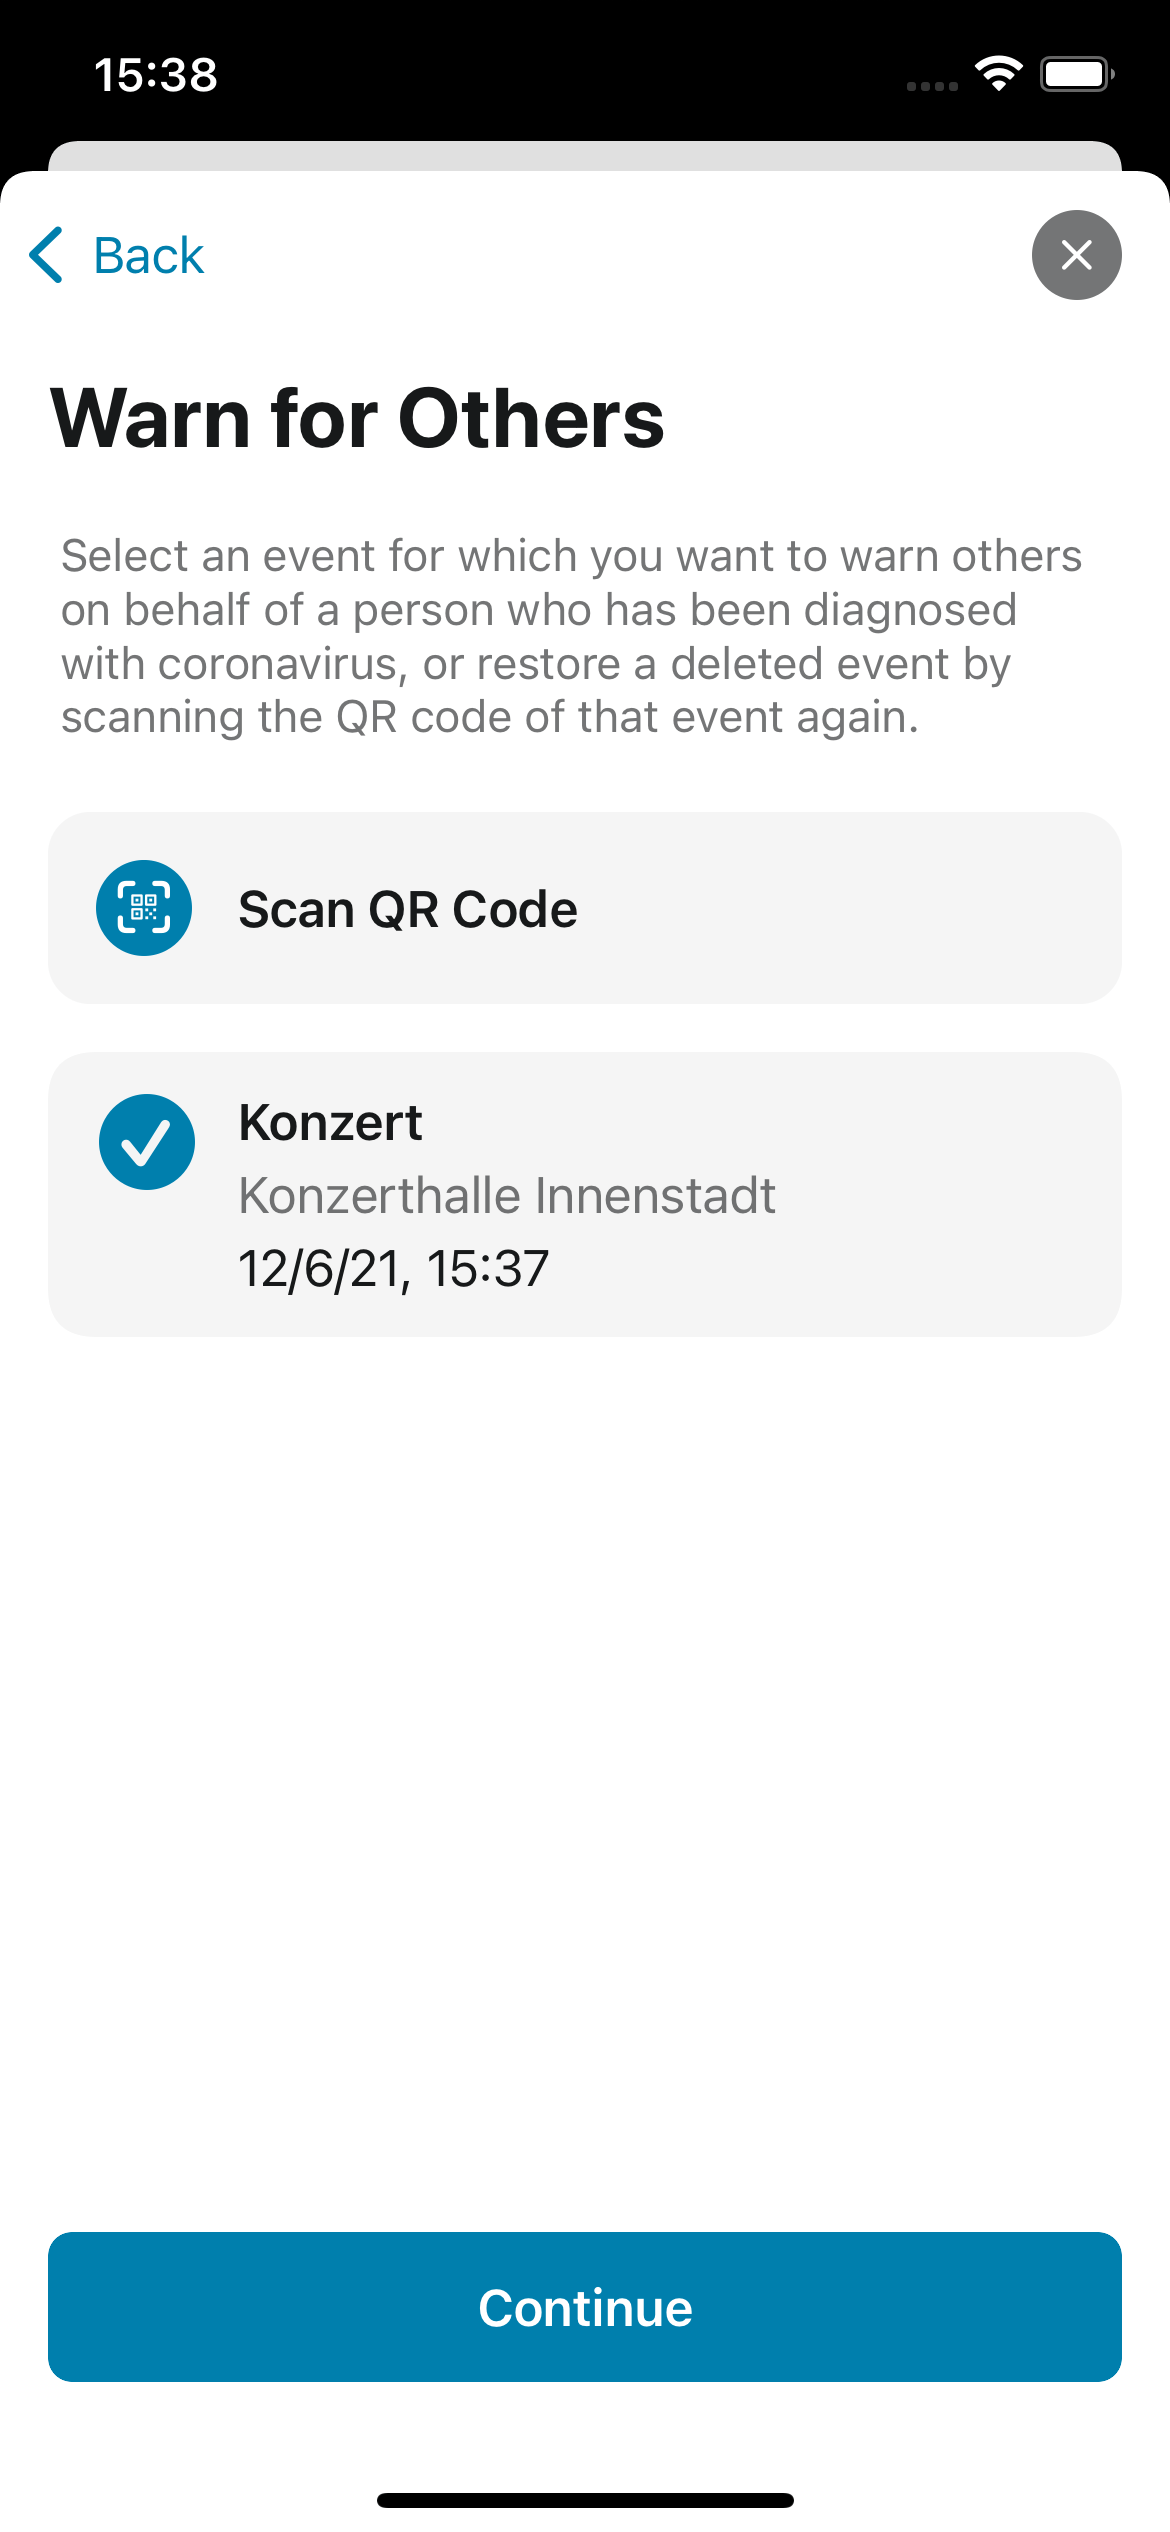 15:38
Back
Warn for Others
Select an event for which you want to warn others
on behalf of a person who has been diagnosed
with coronavirus, or restore a deleted event by
scanning the QR code of that event again.
Scan QR Code
Konzert
Konzerthalle Innenstadt
12/6/21, 15:37
Continue